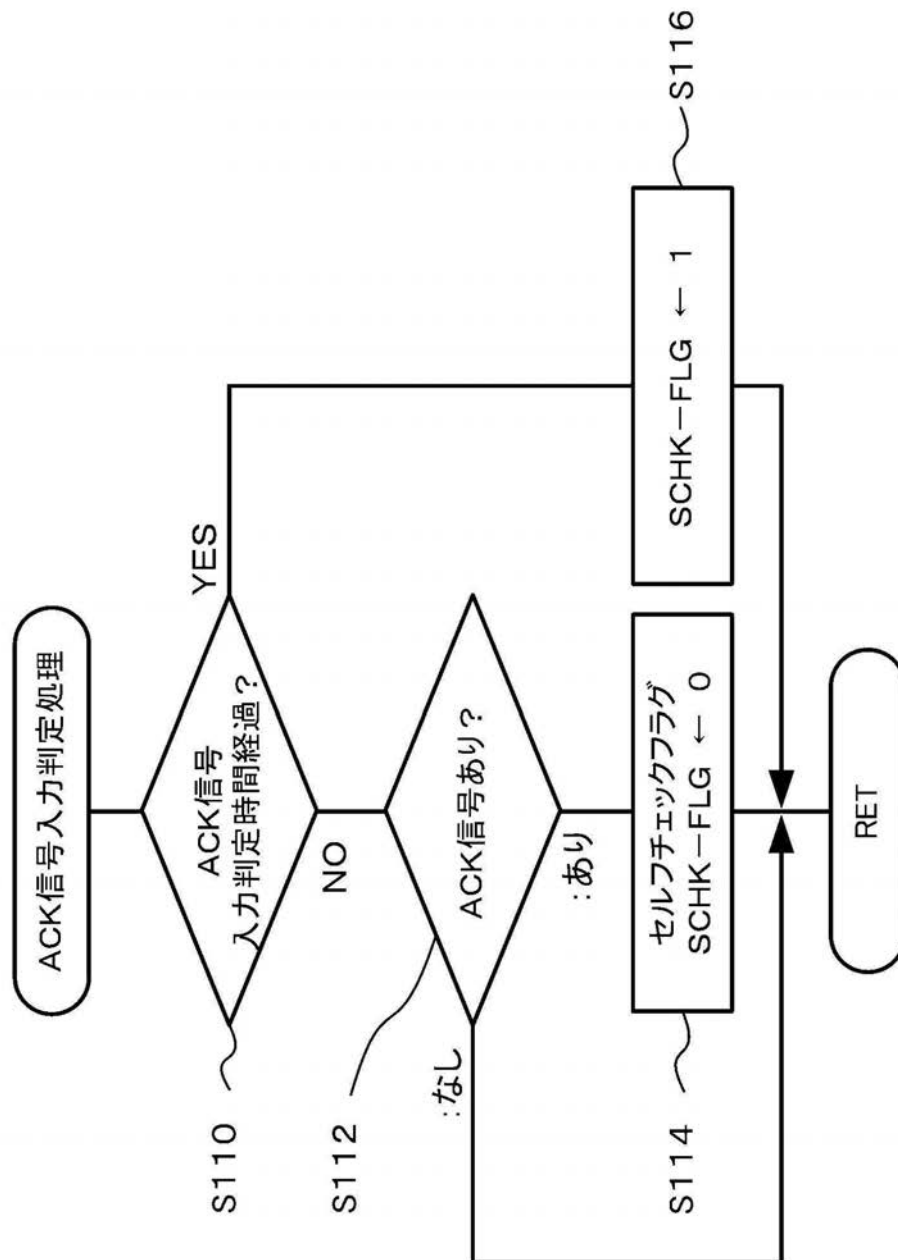 ACK信号入力判定処理
ACK信号
入力判定時間経過？
YES
S110
NO
ACK信号あり？
S112
:なし
:あり
セルフチェックフラグ
SCHK－FLG ← 0
S114
SCHK－FLG ← 1
S116
RET